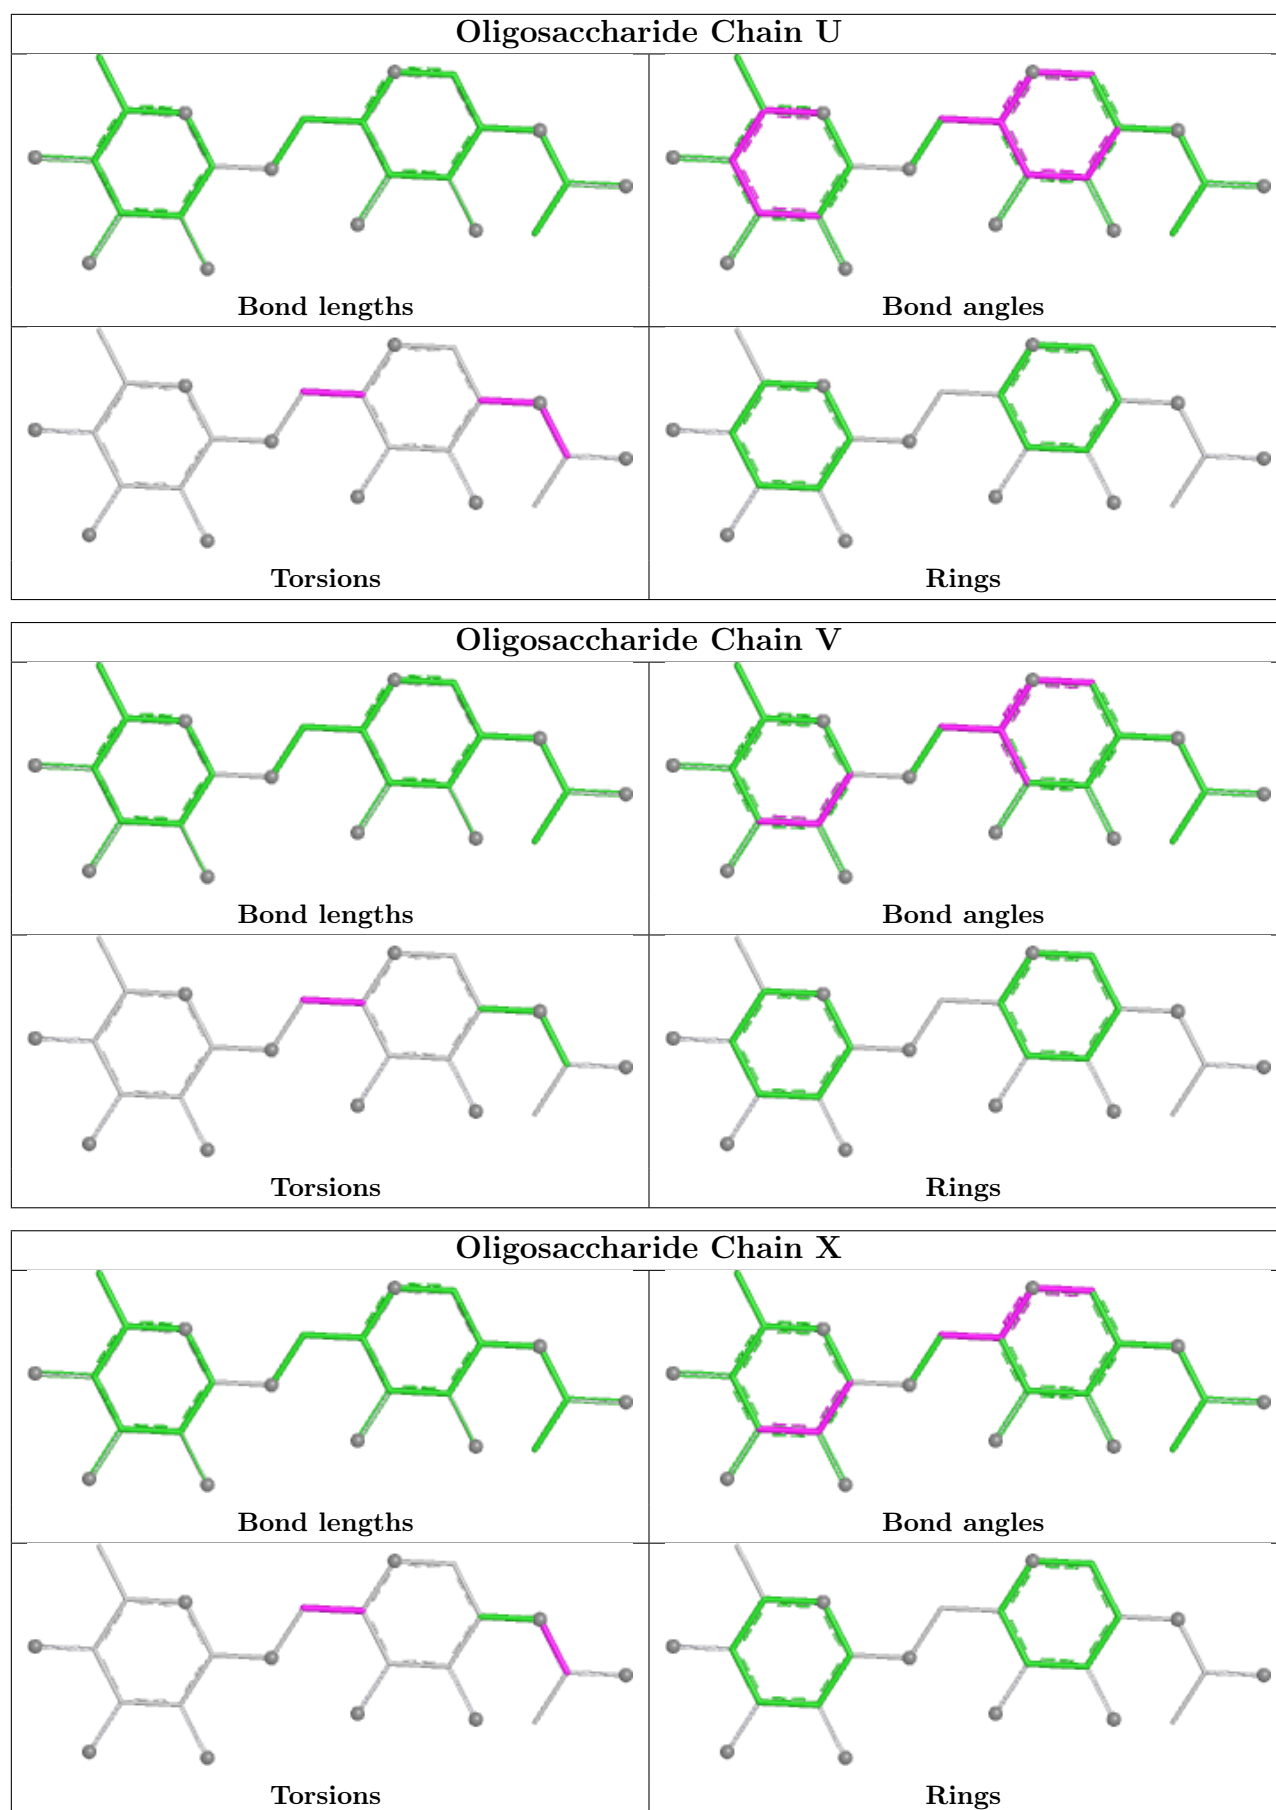 Oligosaccharide Chain U
Bond lengths
Bond angles
Torsions
Rings
Oligosaccharide Chain V
Bond lengths
Bond angles
Torsions
Rings
Oligosaccharide Chain X
Bond lengths
Bond angles
Torsions
Rings